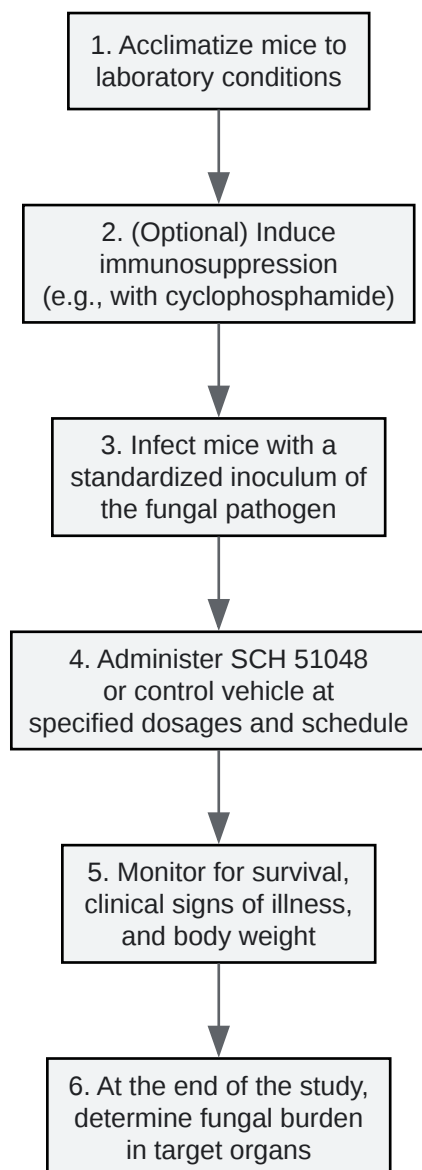 1. Acclimatize mice to
laboratory conditions
2. (Optional) Induce
immunosuppression
(e.g., with cyclophosphamide)
3. Infect mice with a
standardized inoculum of
the fungal pathogen
4. Administer SCH 51048
or control vehicle at
specified dosages and schedule
5. Monitor for survival,
clinical signs of illness,
and body weight
6. At the end of the study,
determine fungal burden
in target organs